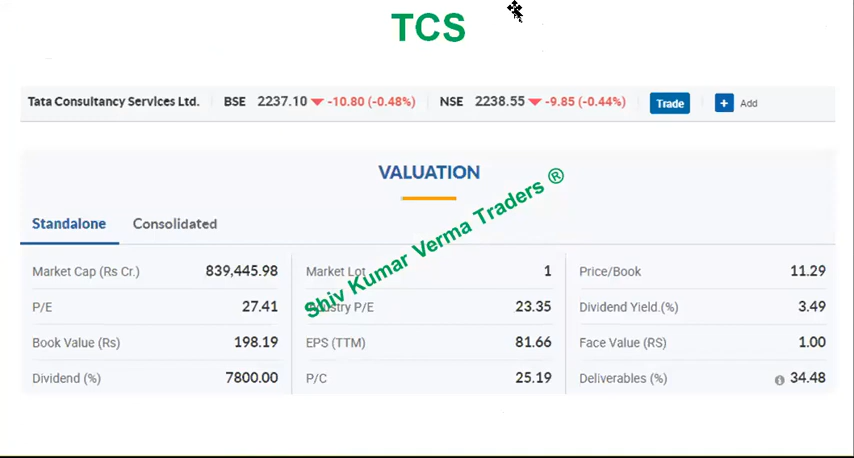 TCS
Tata Consultancy Services Ltd. BSE 2237.10 -10.80 (-0.48%) NSE 2238.55 -9.85 (-0.44%) Trade + Add
VALUATION
Standalone Consolidated
Market Cap (Rs Cr.) 839,445.98 Market Lot 1 Price/Book 11.29
P/E 27.41 Industry P/E 23.35 Dividend Yield.(%) 3.49
Book Value (Rs) 198.19 EPS (TTM) 81.66 Face Value (RS) 1.00
Dividend (%) 7800.00 P/C 25.19 Deliverables (%) 34.48
Shiv Kumar Verma Traders ®